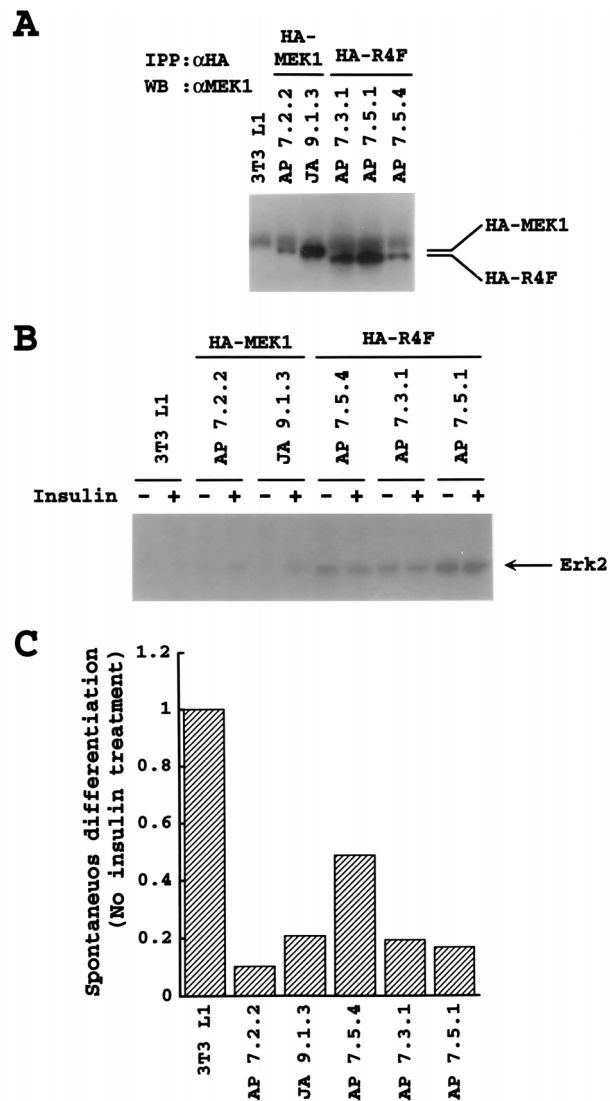 A
IPP:αHA
WB :αMEK1
HA-
MEK1
HA-R4F
3T3 L1
AP 7.2.2
JA 9.1.3
AP 7.3.1
AP 7.5.1
AP 7.5.4
HA-MEK1
HA-R4F
B
HA-MEK1
HA-R4F
3T3 L1
AP 7.2.2
JA 9.1.3
AP 7.5.4
AP 7.3.1
AP 7.5.1
Insulin - + - + - + - + - + - +
Erk2
C
Spontaneuos differentiation
(No insulin treatment)
1.2
1
0.8
0.6
0.4
0.2
0
3T3 L1
AP 7.2.2
JA 9.1.3
AP 7.5.4
AP 7.3.1
AP 7.5.1